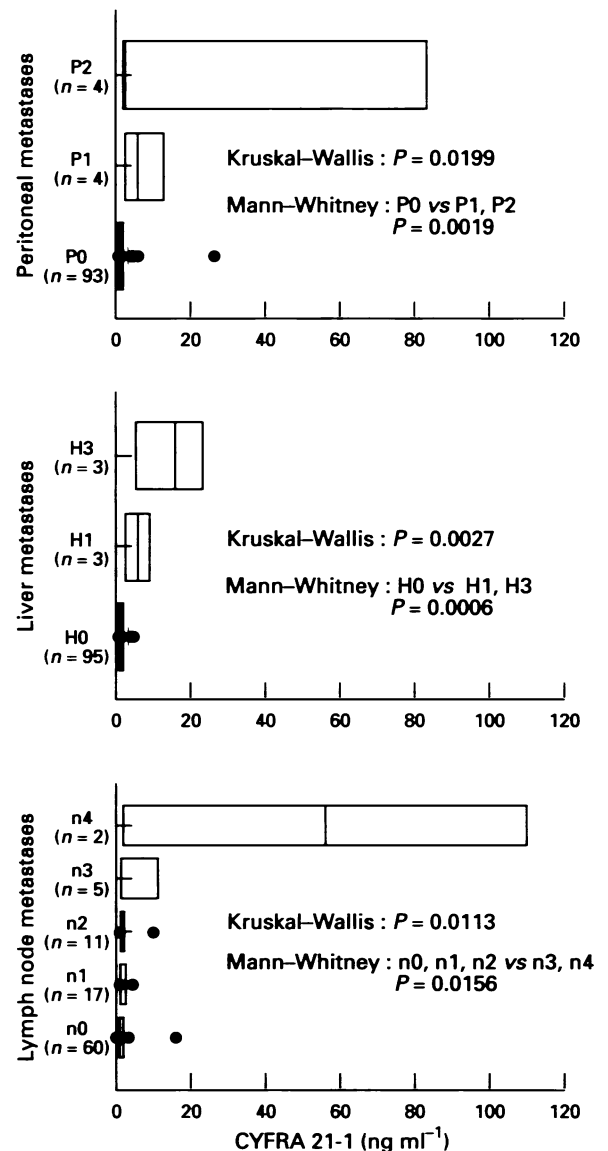 Peritoneal metastases
P2
(n = 4)
P1
(n = 4)
P0
(n = 93)
Kruskal–Wallis : P = 0.0199
Mann–Whitney : P0 vs P1, P2
P = 0.0019
0 20 40 60 80 100 120
Liver metastases
H3
(n = 3)
H1
(n = 3)
H0
(n = 95)
Kruskal–Wallis : P = 0.0027
Mann–Whitney : H0 vs H1, H3
P = 0.0006
0 20 40 60 80 100 120
Lymph node metastases
n4
(n = 2)
n3
(n = 5)
n2
(n = 11)
n1
(n = 17)
n0
(n = 60)
Kruskal–Wallis : P = 0.0113
Mann–Whitney : n0, n1, n2 vs n3, n4
P = 0.0156
0 20 40 60 80 100 120
CYFRA 21-1 (ng ml⁻¹)